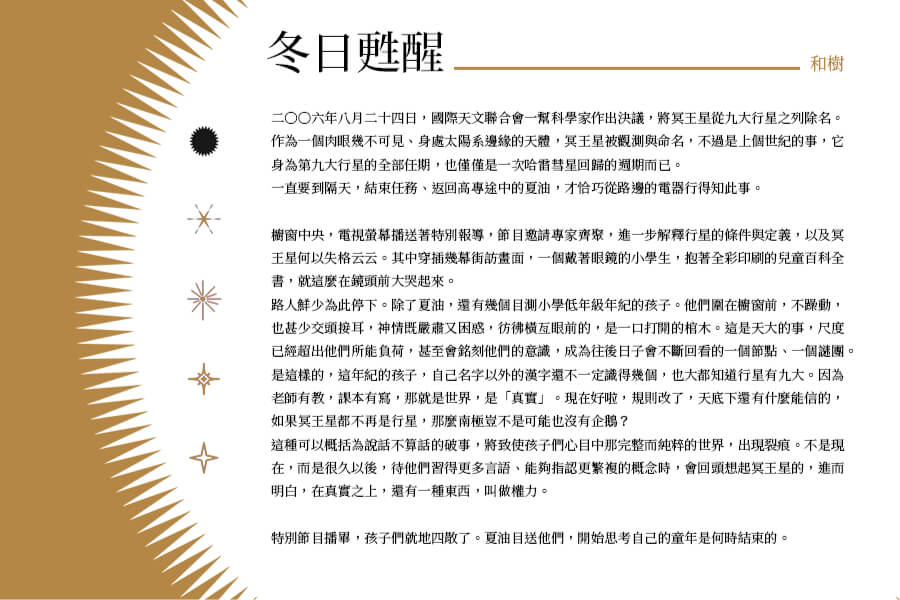 冬日甦醒
和樹
二〇〇六年八月二十四日，國際天文聯合會一幫科學家作出決議，將冥王星從九大行星之列除名。
作為一個肉眼幾不可見、身處太陽系邊緣的天體，冥王星被觀測與命名，不過是上個世紀的事，它
身為第九大行星的全部任期，也僅僅是一次哈雷彗星回歸的週期而已。
一直要到隔天，結束任務、返回高專途中的夏油，才恰巧從路邊的電器行得知此事。
櫥窗中央，電視螢幕播送著特別報導，節目邀請專家齊聚，進一步解釋行星的條件與定義，以及冥
王星何以失格云云。其中穿插幾幕街訪畫面，一個戴著眼鏡的小學生，抱著全彩印刷的兒童百科全
書，就這麼在鏡頭前大哭起來。
路人鮮少為此停下。除了夏油，還有幾個目測小學低年級年紀的孩子。他們圍在櫥窗前，不躁動，
也甚少交頭接耳，神情既嚴肅又困惑，彷彿橫亙眼前的，是一口打開的棺木。這是天大的事，尺度
已經超出他們所能負荷，甚至會銘刻他們的意識，成為往後日子會不斷回看的一個節點、一個謎團。
是這樣的，這年紀的孩子，自己名字以外的漢字還不一定識得幾個，也大都知道行星有九大。因為
老師有教，課本有寫，那就是世界，是「真實」。現在好啦，規則改了，天底下還有什麼能信的，
如果冥王星都不再是行星，那麼南極豈不是可能也沒有企鵝？
這種可以概括為說話不算話的破事，將致使孩子們心目中那完整而純粹的世界，出現裂痕。不是現
在，而是很久以後，待他們習得更多言語、能夠指認更繁複的概念時，會回頭想起冥王星的，進而
明白，在真實之上，還有一種東西，叫做權力。
特別節目播畢，孩子們就地四散了。夏油目送他們，開始思考自己的童年是何時結束的。